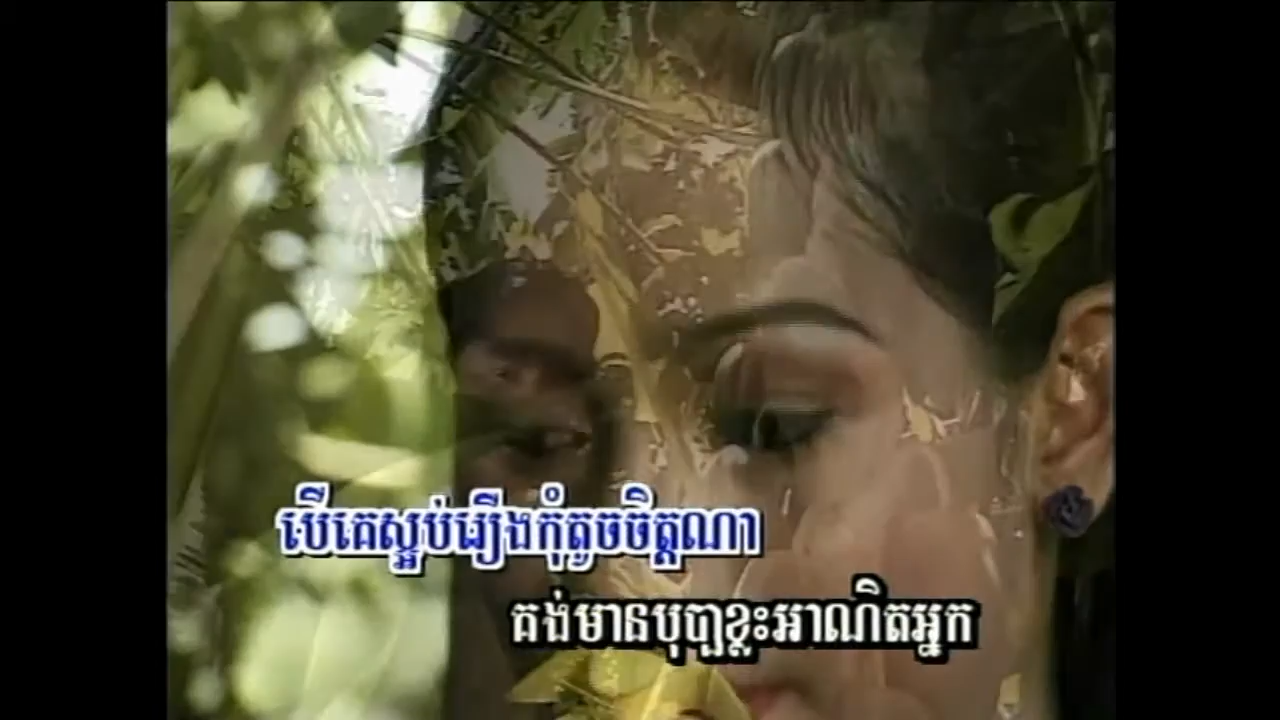 បើគេស្អប់រឿងកុំតូចចិត្តណា
គង់មានបុប្ផាខ្លះអាណិតអ្នក